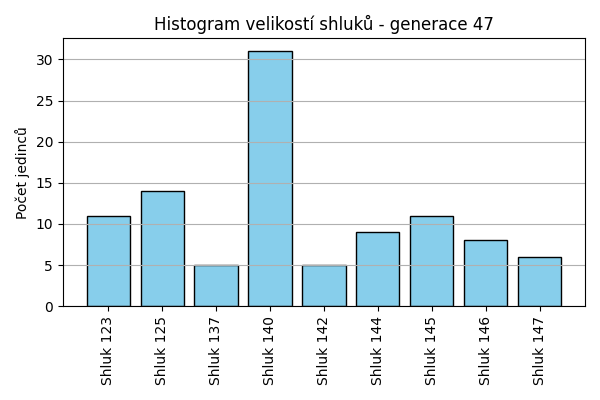 Histogram velikostí shluků - generace 47
Počet jedinců
30
25
20
15
10
5
0
Shluk 123
Shluk 125
Shluk 137
Shluk 140
Shluk 142
Shluk 144
Shluk 145
Shluk 146
Shluk 147